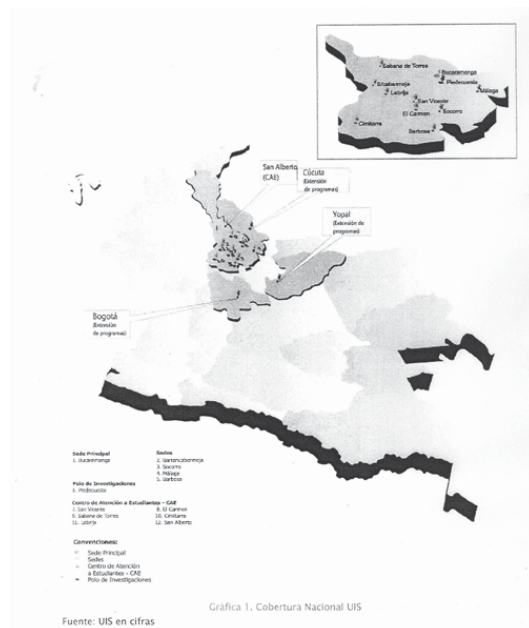 Sabana de Torres
Bucaramanga
Piedecuesta
Málaga
Lebrija
San Vicente
El Carmen
Socorro
Cimitarra
Barbosa
San Alberto
(CAE)
Cúcuta
(Extensión
de programas)
Yopal
(Extensión de
programas)
Bogotá
(Extensión
de programas)
Sede Principal
1. Bucaramanga
Sedes
2. Barrancabermeja
3. Socorro
4. Málaga
5. Barbosa
Polo de Investigaciones
6. Piedecuesta
Centro de Atención a Estudiantes - CAE
7. San Vicente
8. El Carmen
9. Sabana de Torres
10. Cimitarra
11. Lebrija
12. San Alberto
Convenciones:
Sede Principal
Sedes
Centro de Atención
a Estudiantes - CAE
Polo de Investigaciones
Gráfica 1. Cobertura Nacional UIS
Fuente: UIS en cifras